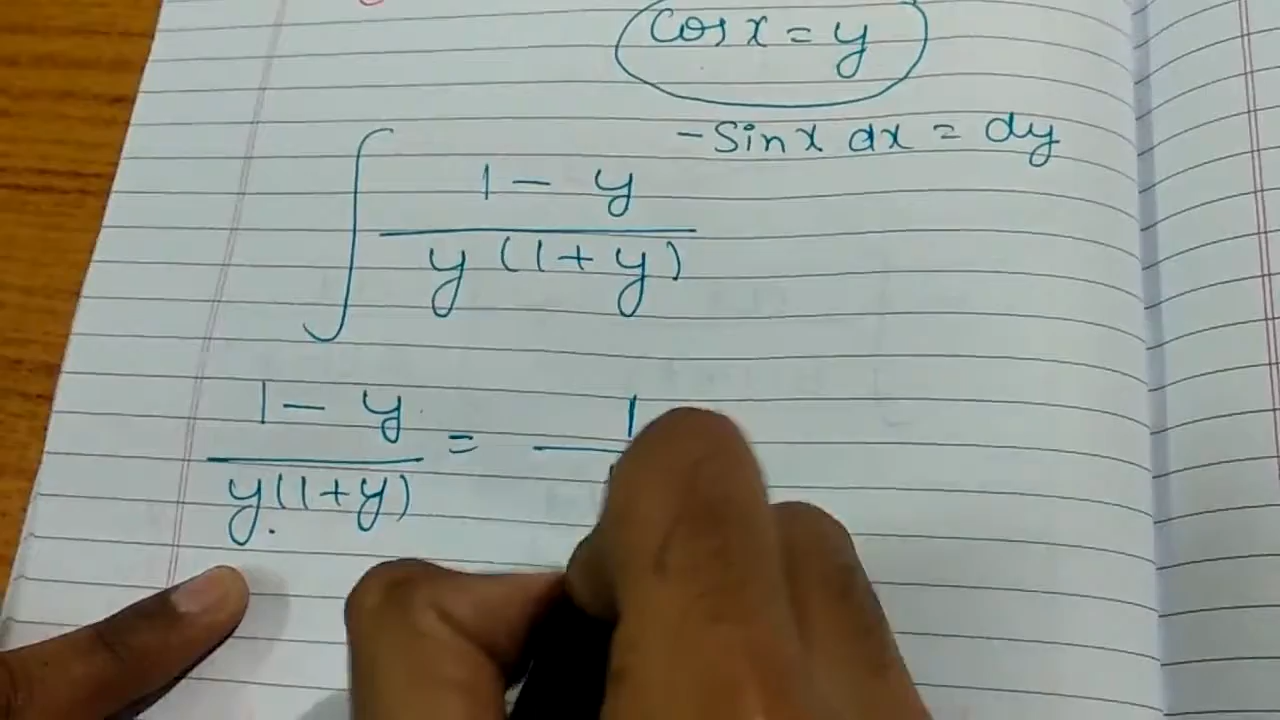 cos x = y
-sin x dx = dy
∫ (1 - y) / (y (1 + y))
(1 - y) / (y(1 + y)) = 1 /